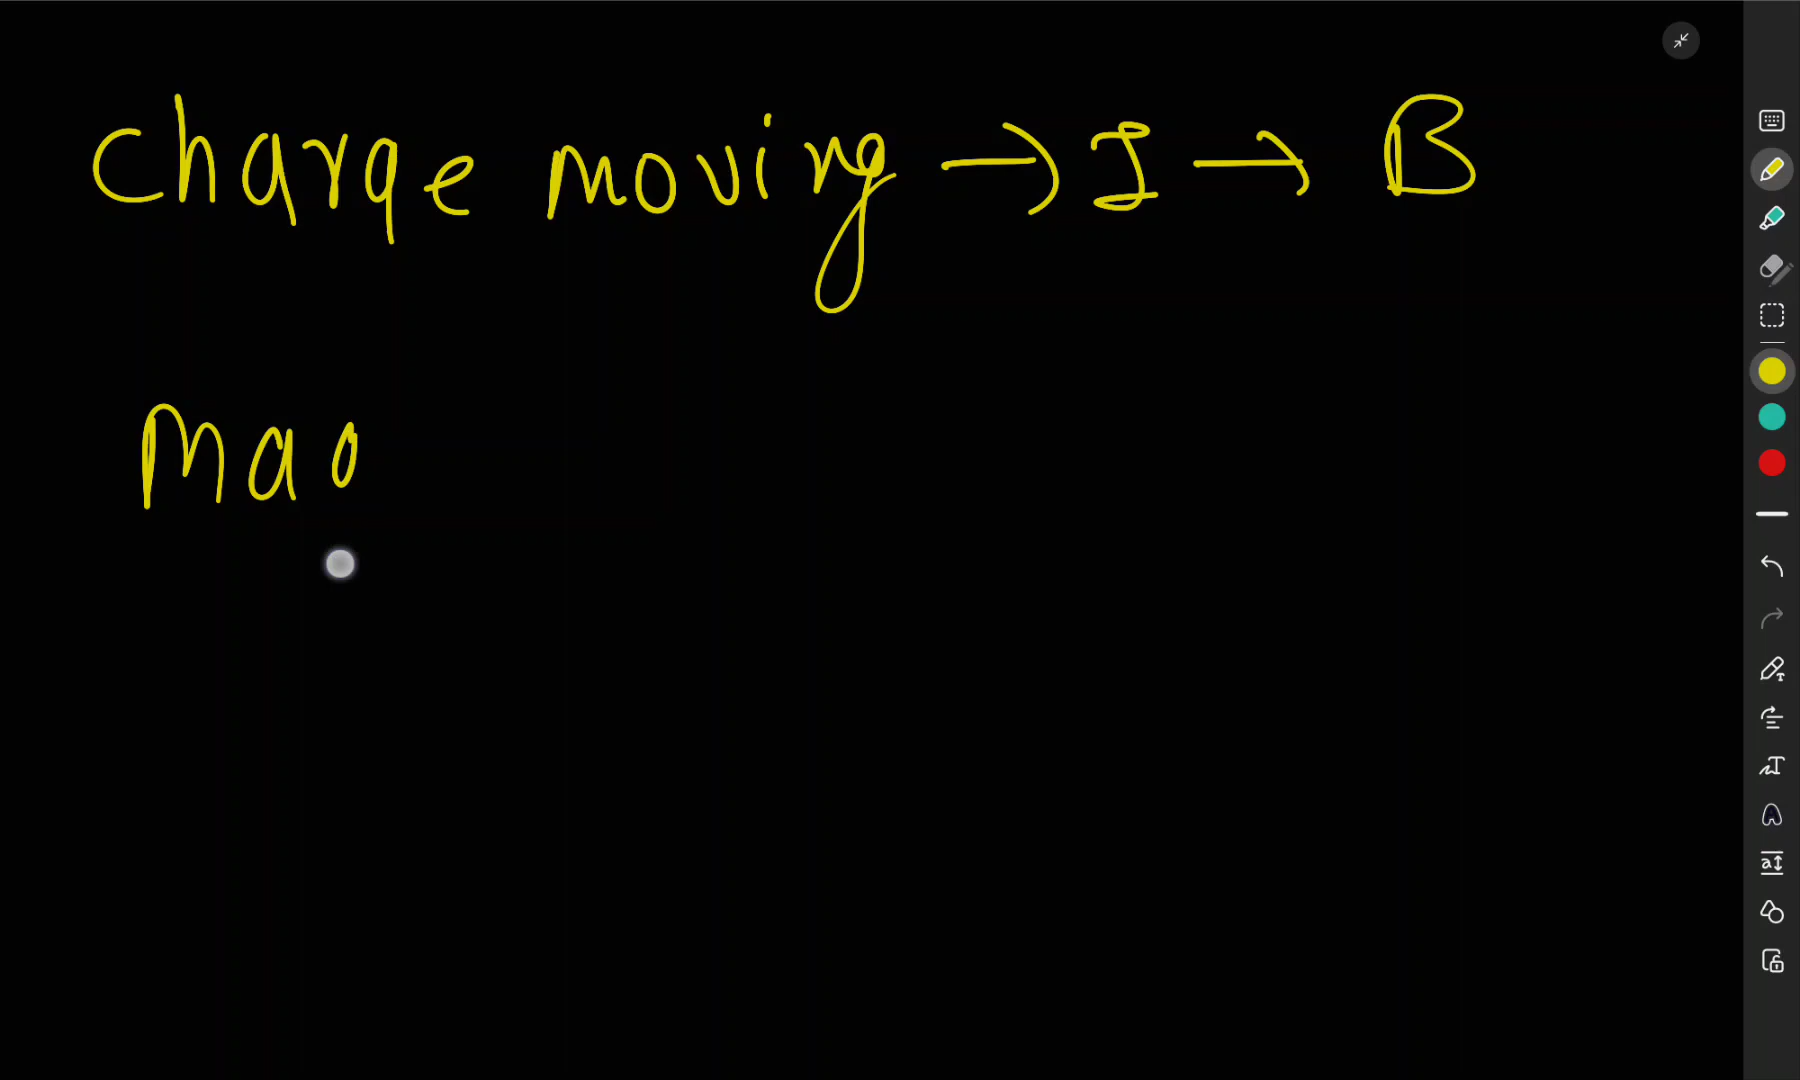 Charge moving → I → B
Mao